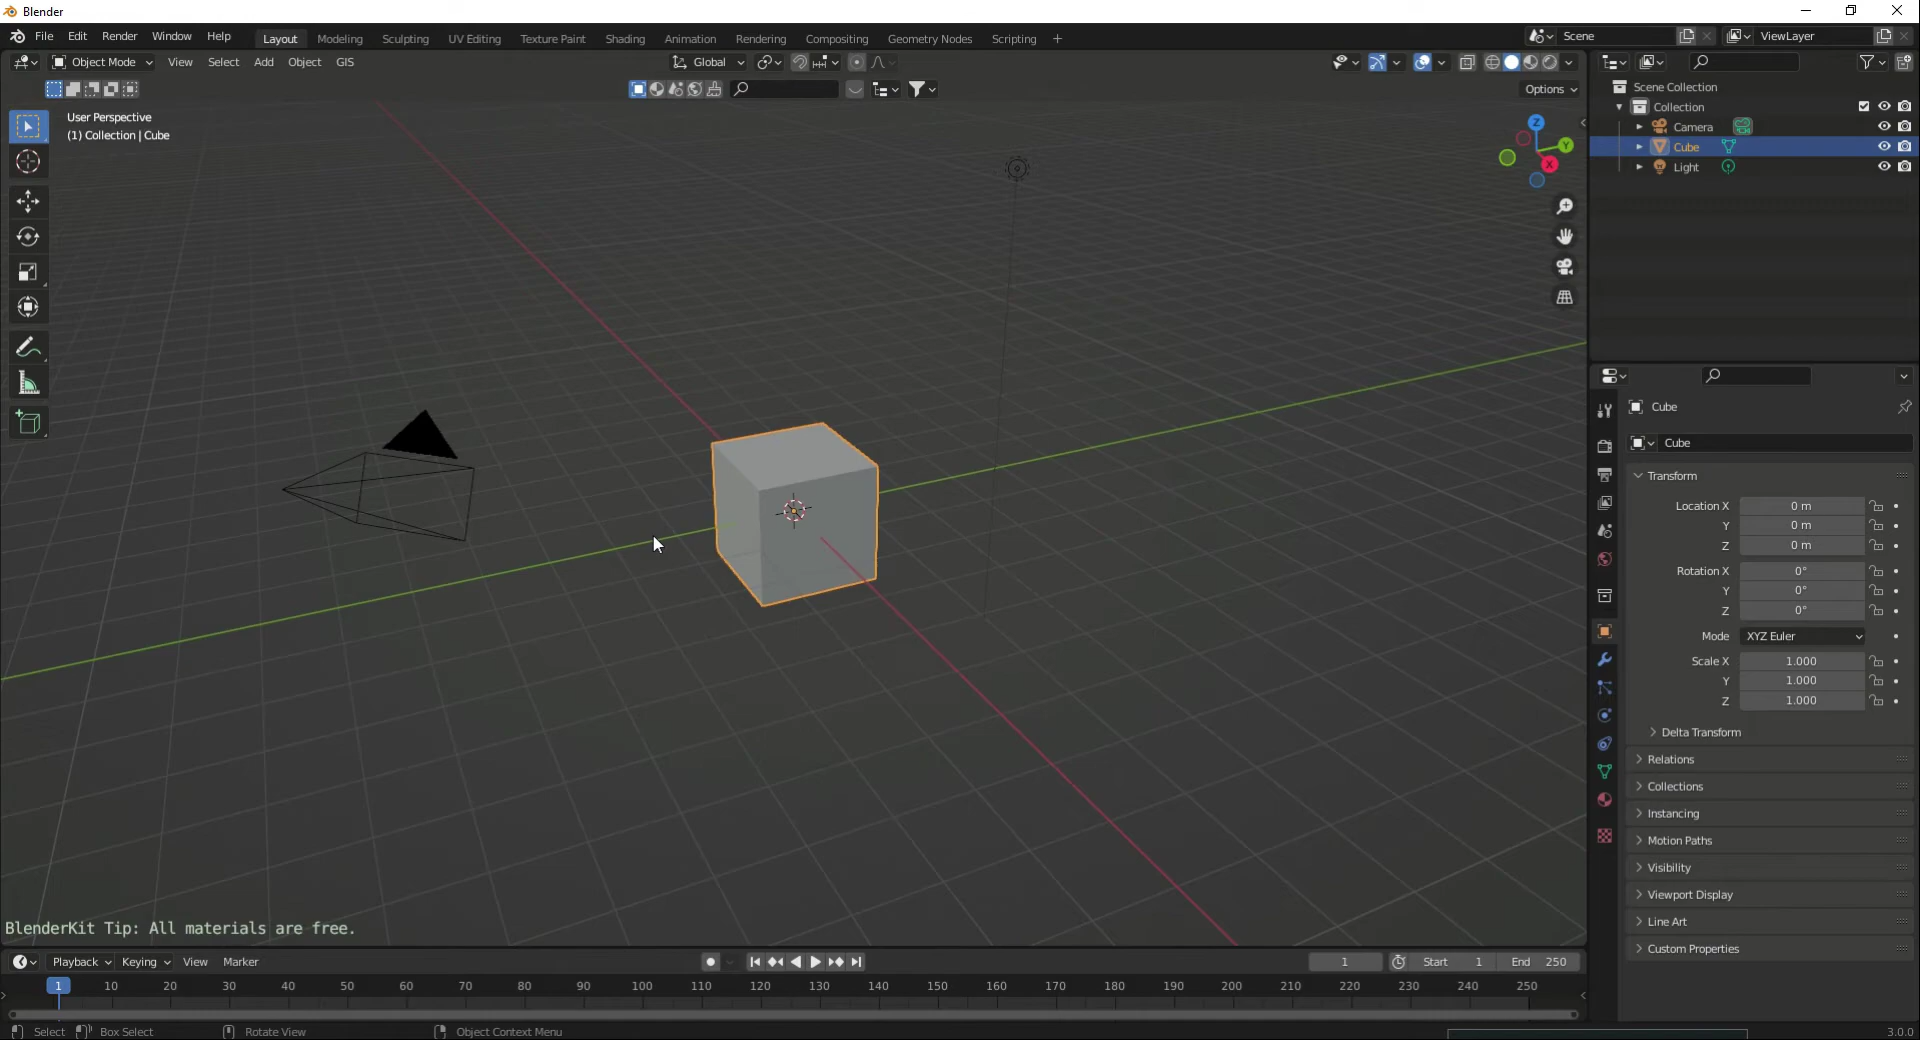 Blender
File Edit Render Window Help Layout Modeling Sculpting UV Editing Texture Paint Shading Animation Rendering Compositing Geometry Nodes Scripting + Scene ViewLayer
Object Mode View Select Add Object GIS Global
Options
User Perspective
(1) Collection | Cube
Z
Y
X
Scene Collection
Collection
Camera
Cube
Light
Cube
Cube
Transform
Location X 0 m
Y 0 m
Z 0 m
Rotation X 0°
Y 0°
Z 0°
Mode XYZ Euler
Scale X 1.000
Y 1.000
Z 1.000
Delta Transform
Relations
Collections
Instancing
Motion Paths
Visibility
Viewport Display
Line Art
Custom Properties
BlenderKit Tip: All materials are free.
Playback Keying View Marker 1 Start 1 End 250
1 10 20 30 40 50 60 70 80 90 100 110 120 130 140 150 160 170 180 190 200 210 220 230 240 250
Select Box Select Rotate View Object Context Menu 3.0.0